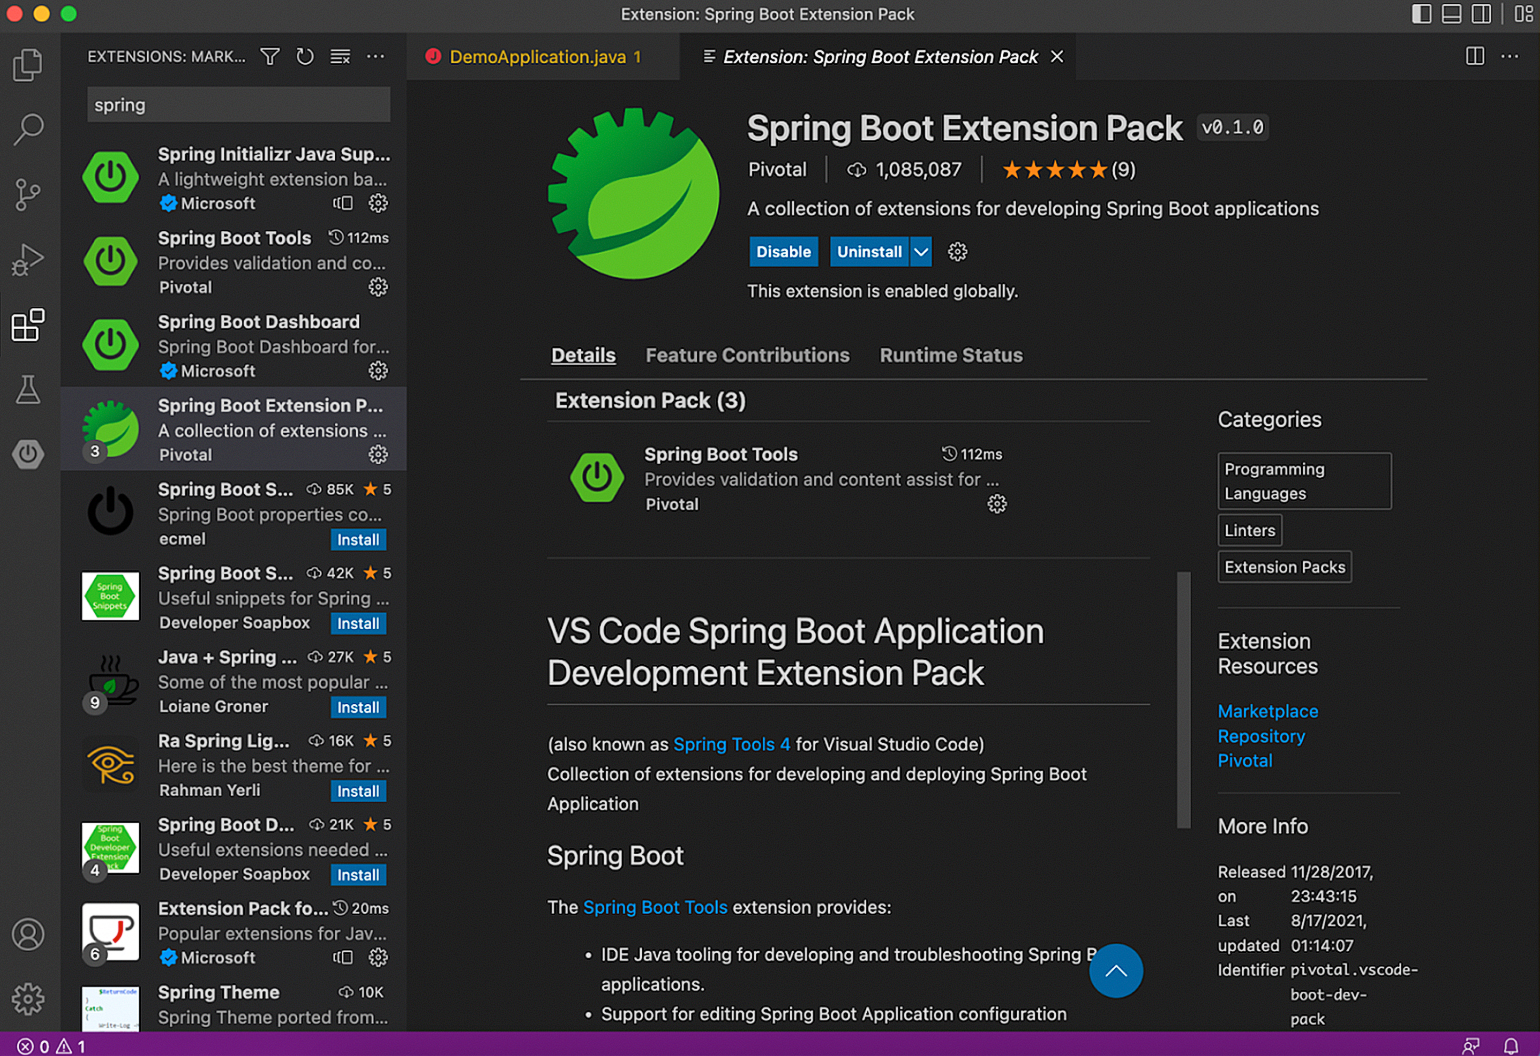 Extension: Spring Boot Extension Pack
EXTENSIONS: MARK...
spring
Spring Initializr Java Sup...
A lightweight extension ba...
Microsoft
Spring Boot Tools 112ms
Provides validation and co...
Pivotal
Spring Boot Dashboard
Spring Boot Dashboard for...
Microsoft
Spring Boot Extension P...
A collection of extensions ...
3
Pivotal
Spring Boot S... 85K 5
Spring Boot properties co...
ecmel Install
Spring Boot S... 42K 5
Spring
Boot
Snippets
Useful snippets for Spring ...
Developer Soapbox Install
Java + Spring ... 27K 5
Some of the most popular ...
9
Loiane Groner Install
Ra Spring Lig... 16K 5
Here is the best theme for ...
Rahman Yerli Install
Spring Boot D... 21K 5
Spring
Boot
Developer
Extension
Pack
Useful extensions needed ...
4
Developer Soapbox Install
Extension Pack fo... 20ms
Popular extensions for Jav...
6
Microsoft
Spring Theme 10K
$ReturnCode
}
Catch
{
Write-Log
Spring Theme ported from...
J DemoApplication.java 1
Extension: Spring Boot Extension Pack
Spring Boot Extension Pack v0.1.0
Pivotal 1,085,087 (9)
A collection of extensions for developing Spring Boot applications
Disable Uninstall
This extension is enabled globally.
Details Feature Contributions Runtime Status
Extension Pack (3)
Spring Boot Tools 112ms
Provides validation and content assist for ...
Pivotal
VS Code Spring Boot Application
Development Extension Pack
(also known as Spring Tools 4 for Visual Studio Code)
Collection of extensions for developing and deploying Spring Boot
Application
Spring Boot
The Spring Boot Tools extension provides:
• IDE Java tooling for developing and troubleshooting Spring B
applications.
• Support for editing Spring Boot Application configuration
Categories
Programming
Languages
Linters
Extension Packs
Extension
Resources
Marketplace
Repository
Pivotal
More Info
Released 11/28/2017,
on 23:43:15
Last 8/17/2021,
updated 01:14:07
Identifier pivotal.vscode-
boot-dev-
pack
0 1